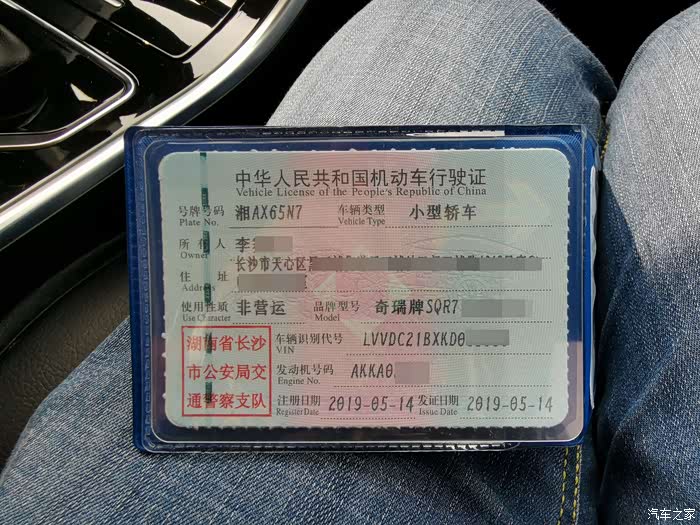 中华人民共和国机动车行驶证
Vehicle License of the People's Republic of China
号牌号码 湘AX65N7 车辆类型 小型轿车
Plate No. Vehicle Type
所有人 李
Owner
长沙市天心区
住址
Address
使用性质 非营运 品牌型号 奇瑞牌SQR7
Use Character Model
湖南省长沙
市公安局交
通警察支队
车辆识别代号 LVVDC21BXKD0
VIN
发动机号码 AKKA0
Engine No.
注册日期 2019-05-14 发证日期 2019-05-14
Register Date Issue Date
汽车之家